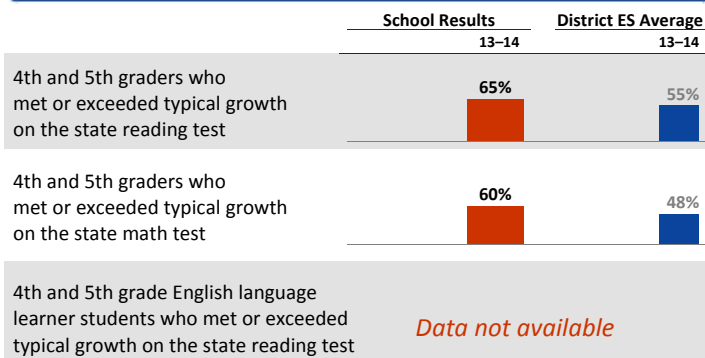 School Results District ES Average
13–14 13–14
4th and 5th graders who
met or exceeded typical growth
on the state reading test
65% 55%
4th and 5th graders who
met or exceeded typical growth
on the state math test
60% 48%
4th and 5th grade English language
learner students who met or exceeded
typical growth on the state reading test
Data not available